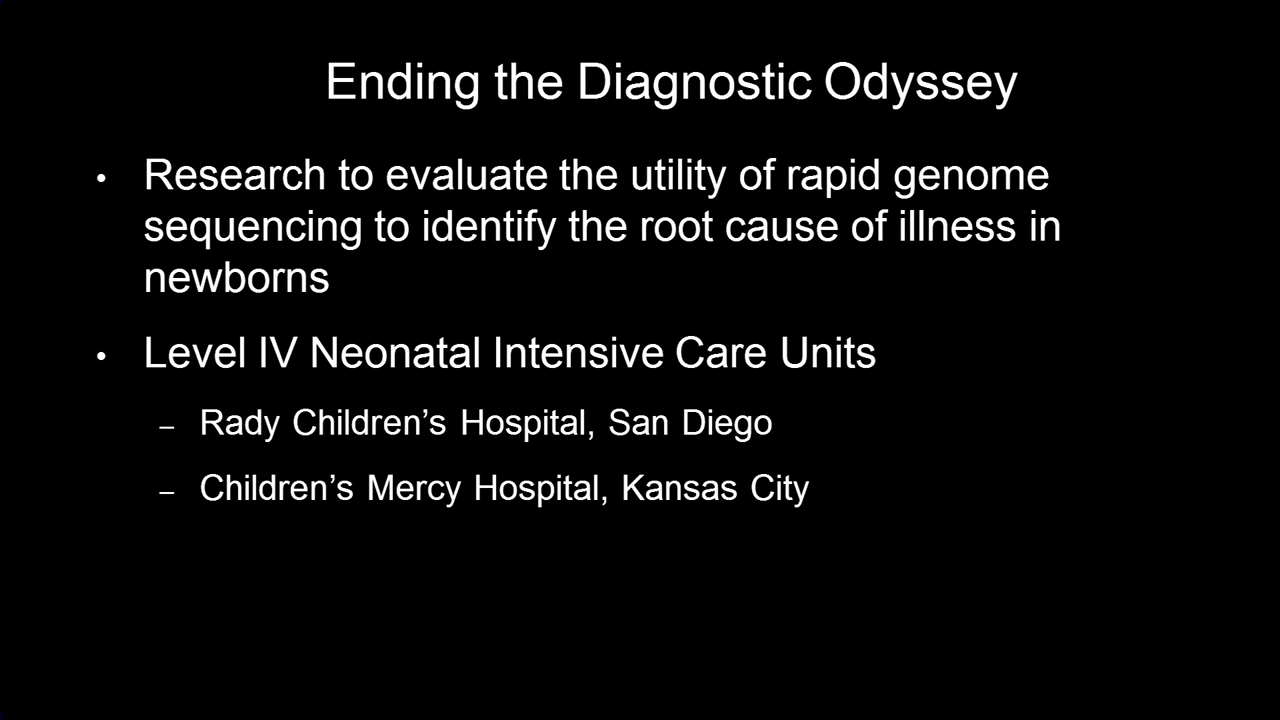 Ending the Diagnostic Odyssey
• Research to evaluate the utility of rapid genome
sequencing to identify the root cause of illness in
newborns
• Level IV Neonatal Intensive Care Units
– Rady Children’s Hospital, San Diego
– Children’s Mercy Hospital, Kansas City